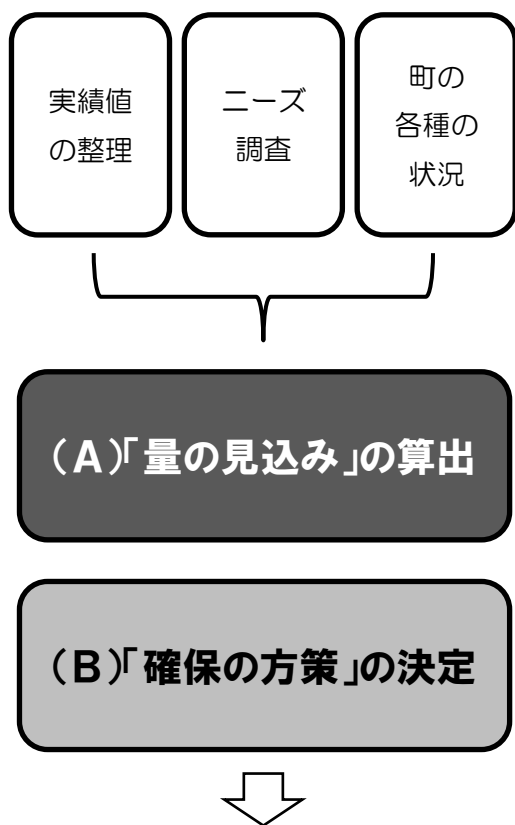 実績値
の整理
ニーズ
調査
町の
各種の
状況
(A)「量の見込み」の算出
(B)「確保の方策」の決定